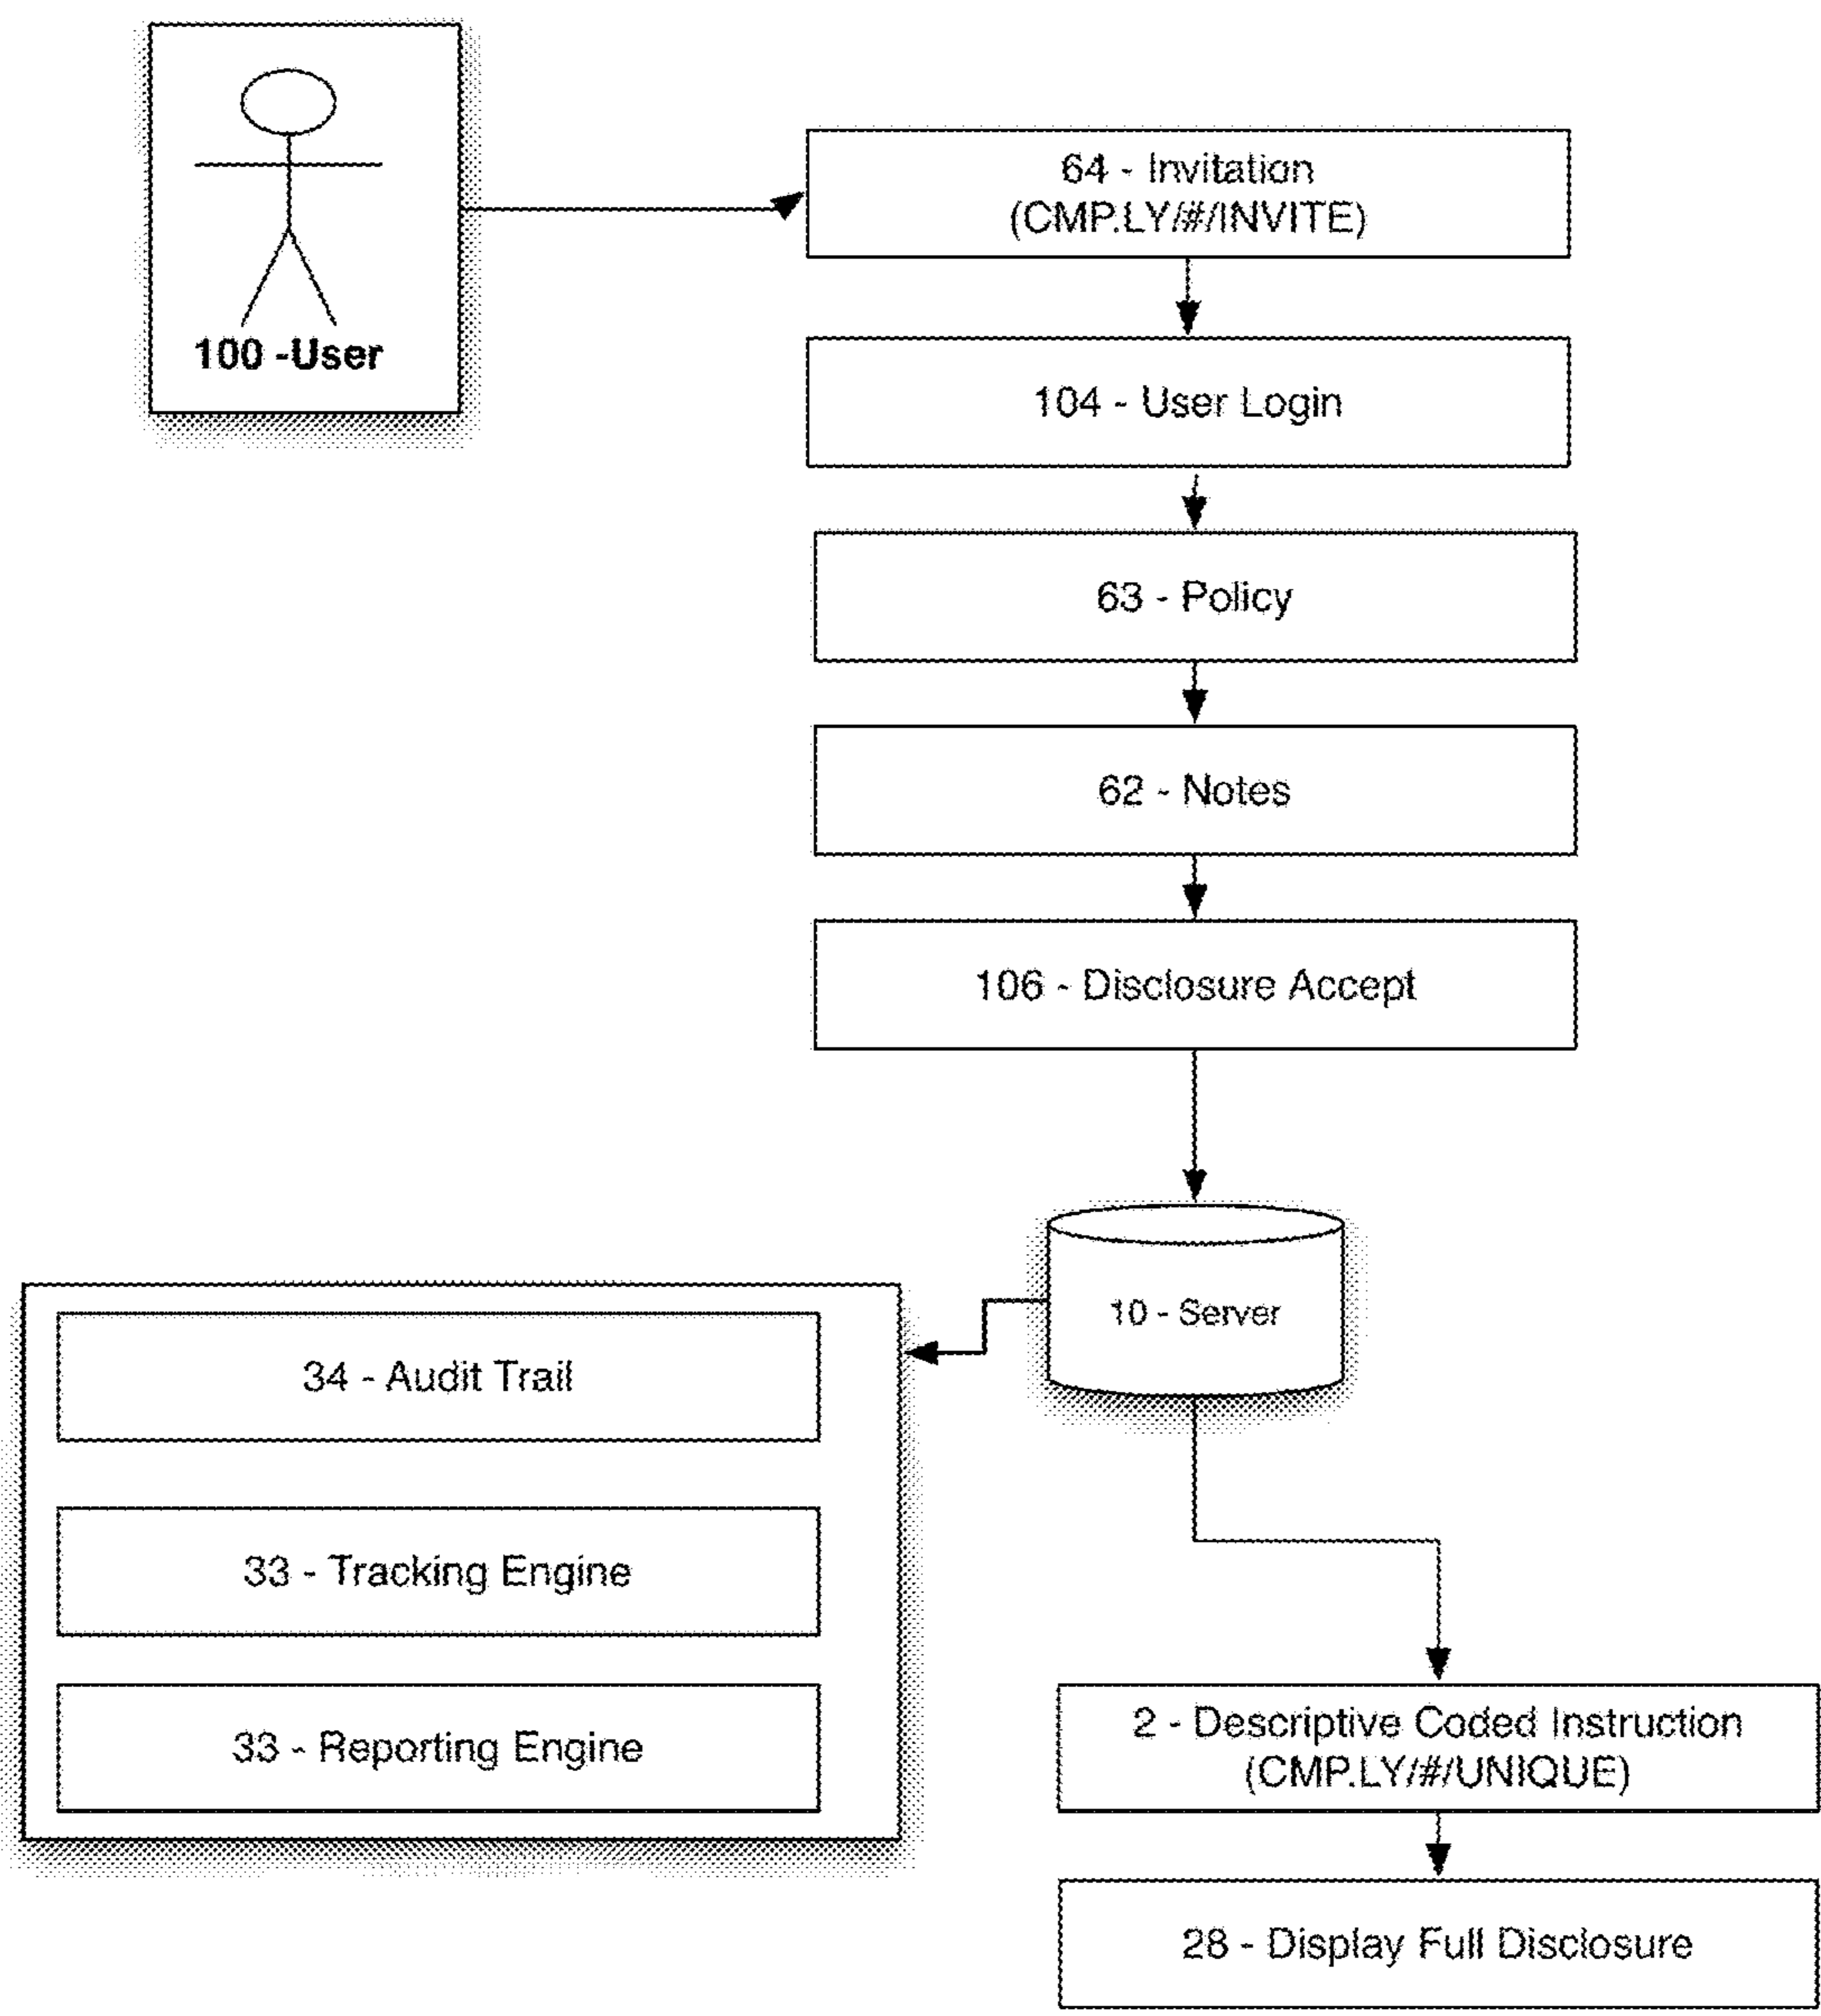 100 -User
64 - Invitation
(CMP.LY/#/INVITE)
104 - User Login
63 - Policy
62 - Notes
106 - Disclosure Accept
10 - Server
34 - Audit Trail
33 - Tracking Engine
33 - Reporting Engine
2 - Descriptive Coded Instruction
(CMP.LY/#/UNIQUE)
28 - Display Full Disclosure